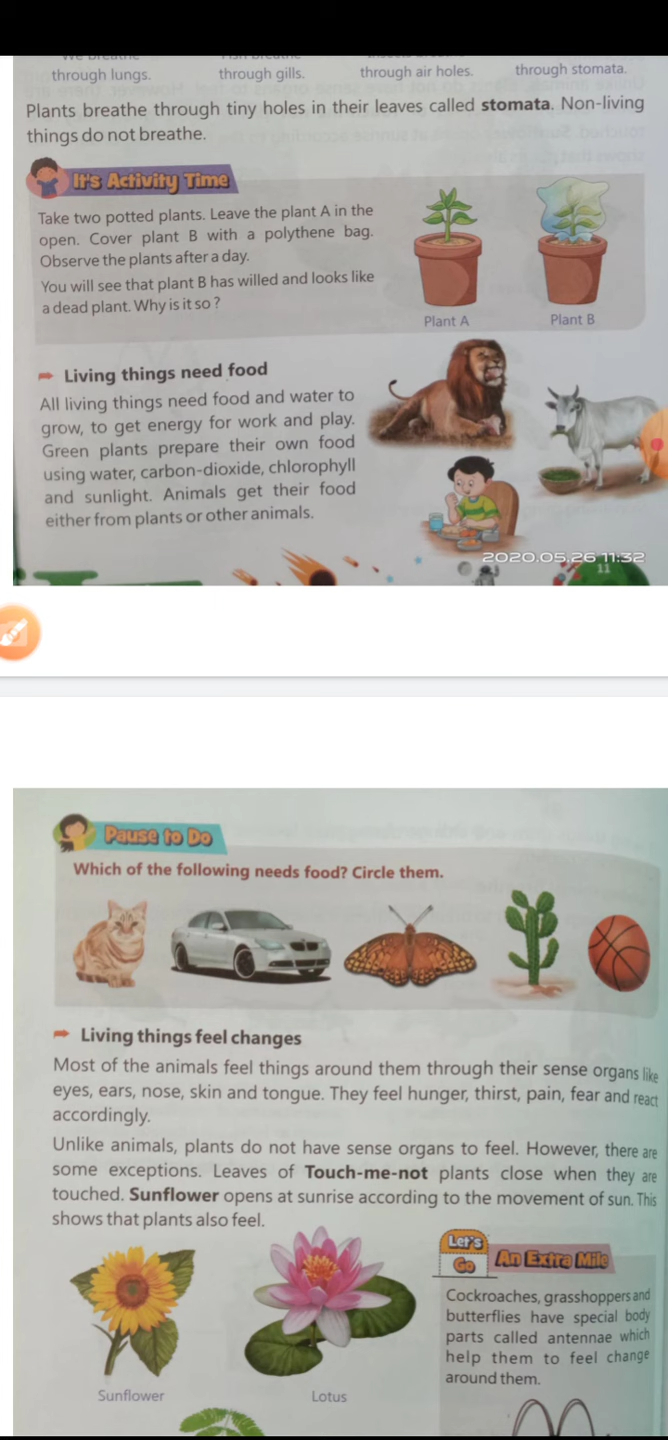 through lungs.
through gills.
through air holes.
through stomata.
Plants breathe through tiny holes in their leaves called stomata. Non-living
things do not breathe.
It's Activity Time
Take two potted plants. Leave the plant A in the
open. Cover plant B with a polythene bag.
Observe the plants after a day.
You will see that plant B has willed and looks like
a dead plant. Why is it so ?
Plant A
Plant B
Living things need food
All living things need food and water to
grow, to get energy for work and play.
Green plants prepare their own food
using water, carbon-dioxide, chlorophyll
and sunlight. Animals get their food
either from plants or other animals.
2020.05.26 11:32
11
Pause to Do
Which of the following needs food? Circle them.
Living things feel changes
Most of the animals feel things around them through their sense organs like
eyes, ears, nose, skin and tongue. They feel hunger, thirst, pain, fear and react
accordingly.
Unlike animals, plants do not have sense organs to feel. However, there are
some exceptions. Leaves of Touch-me-not plants close when they are
touched. Sunflower opens at sunrise according to the movement of sun. This
shows that plants also feel.
Let's
Go
An Extra Mile
Cockroaches, grasshoppers and
butterflies have special body
parts called antennae which
help them to feel change
around them.
Sunflower
Lotus